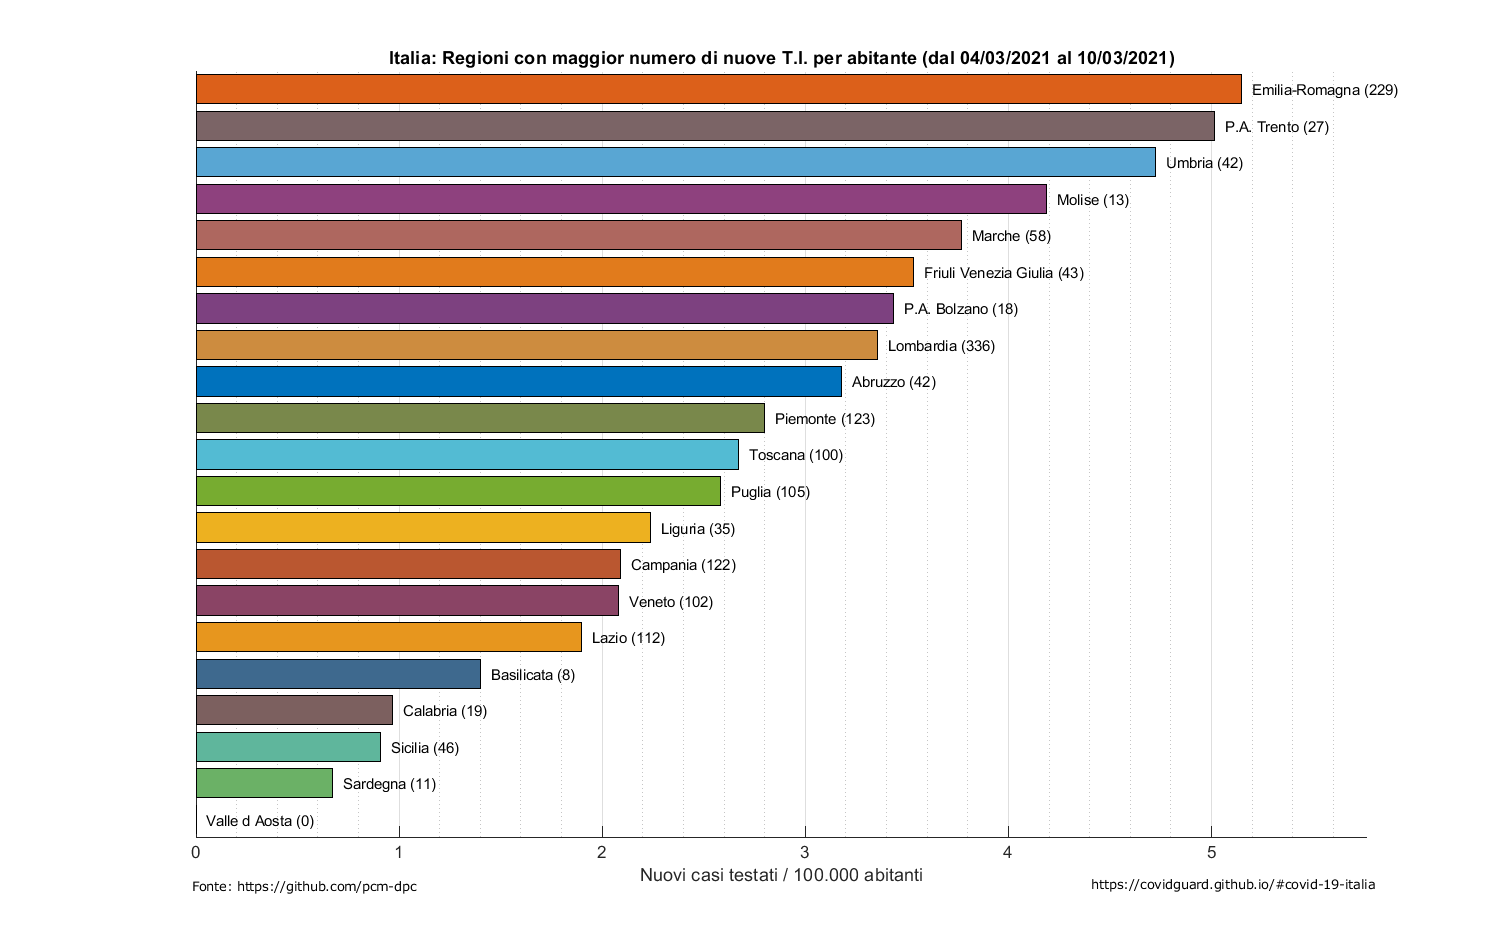 Italia: Regioni con maggior numero di nuove T.I. per abitante (dal 04/03/2021 al 10/03/2021)
Emilia-Romagna (229)
P.A. Trento (27)
Umbria (42)
Molise (13)
Marche (58)
Friuli Venezia Giulia (43)
P.A. Bolzano (18)
Lombardia (336)
Abruzzo (42)
Piemonte (123)
Toscana (100)
Puglia (105)
Liguria (35)
Campania (122)
Veneto (102)
Lazio (112)
Basilicata (8)
Calabria (19)
Sicilia (46)
Sardegna (11)
Valle d Aosta (0)
0 1 2 3 4 5
Nuovi casi testati / 100.000 abitanti
Fonte: https://github.com/pcm-dpc
https://covidguard.github.io/#covid-19-italia